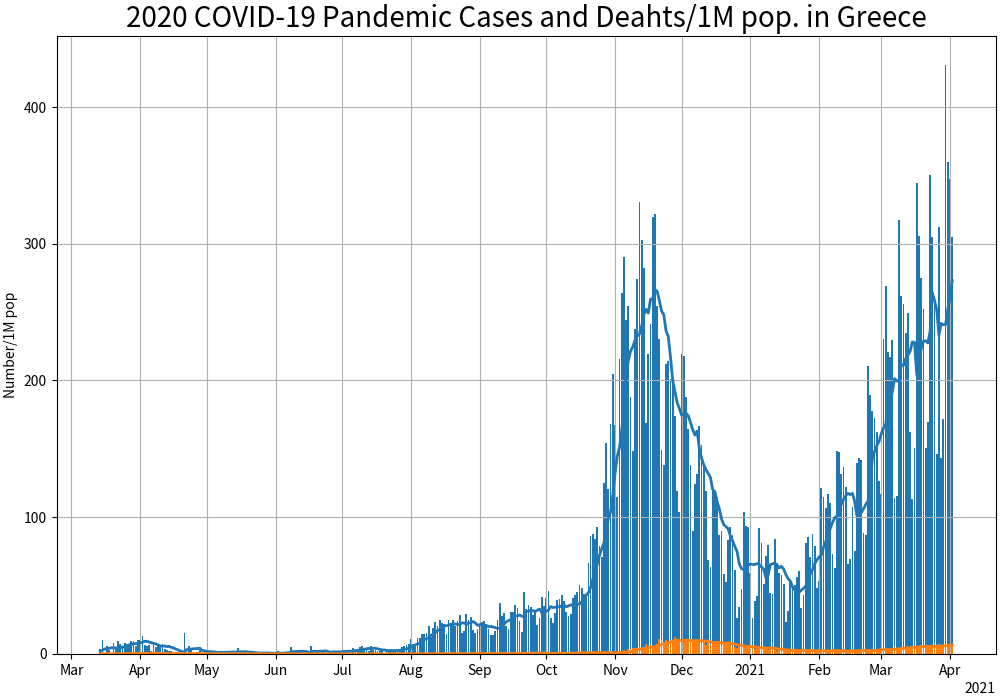 2020 COVID-19 Pandemic Cases and Deahts/1M pop. in Greece
Number/1M pop
400
300
200
100
0
Mar Apr May Jun Jul Aug Sep Oct Nov Dec 2021 Feb Mar Apr
2021